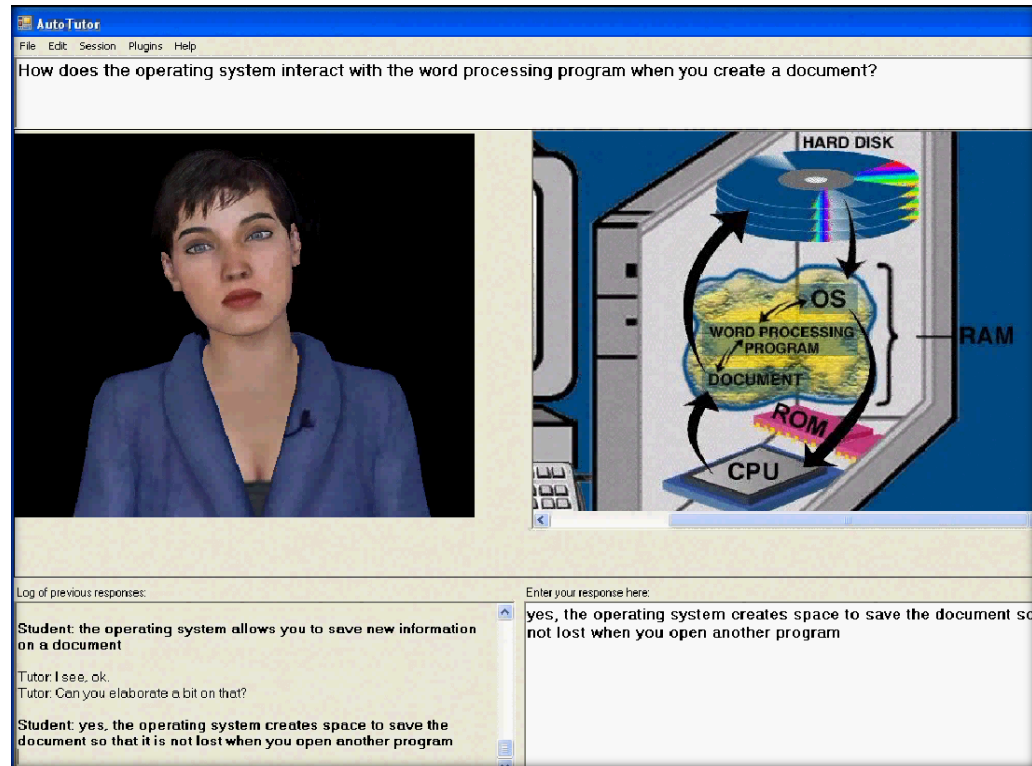 AutoTutor
File Edit Session Plugins Help
How does the operating system interact with the word processing program when you create a document?
HARD DISK
OS
WORD PROCESSING
PROGRAM
DOCUMENT
RAM
ROM
CPU
Log of previous responses:
Student: the operating system allows you to save new information
on a document
Tutor: I see, ok.
Tutor: Can you elaborate a bit on that?
Student: yes, the operating system creates space to save the
document so that it is not lost when you open another program
Enter your response here:
yes, the operating system creates space to save the document so
not lost when you open another program